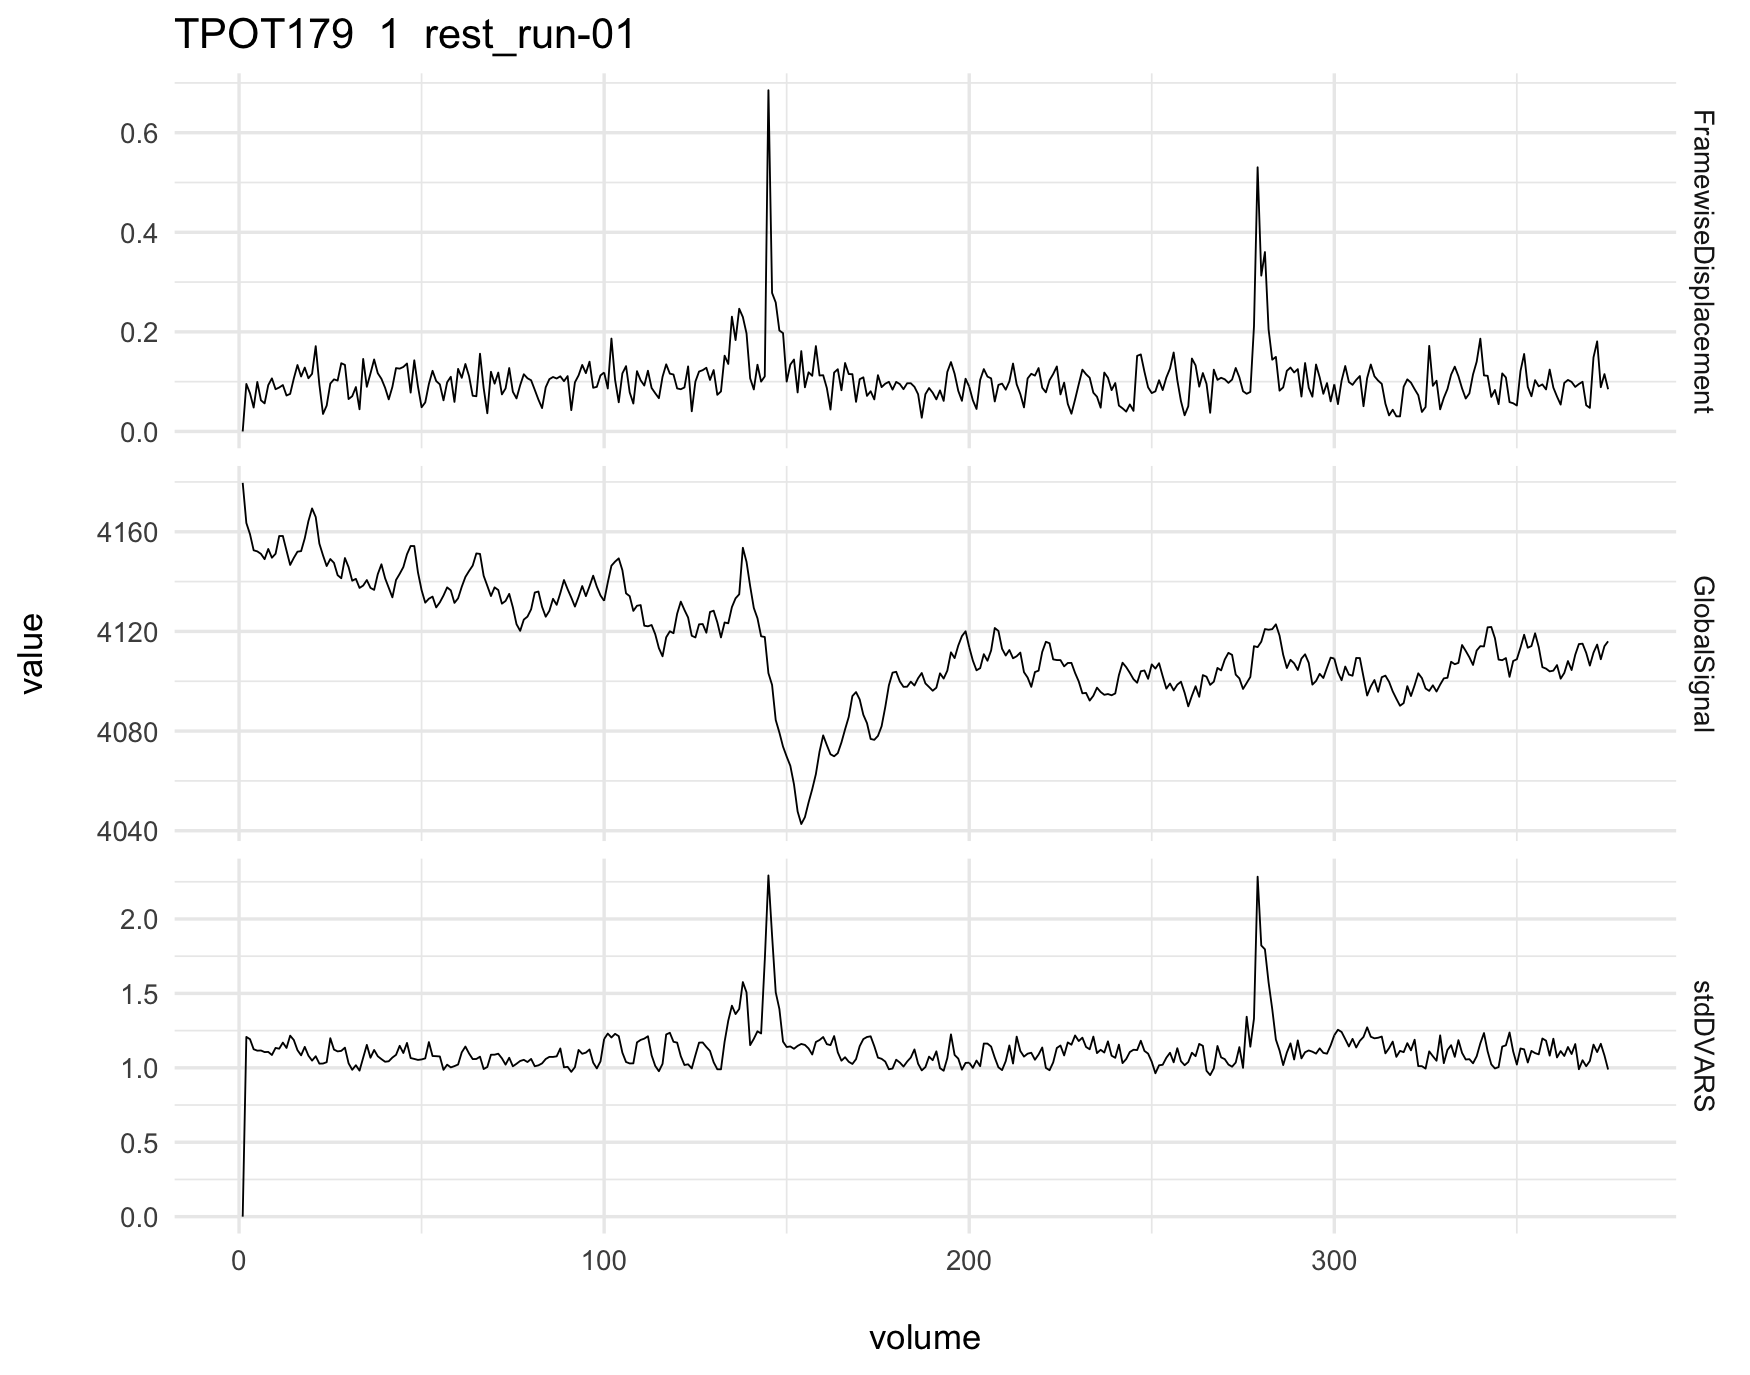 TPOT179  1  rest_run-01
0.6
0.4
0.2
0.0
FramewiseDisplacement
4160
4120
4080
4040
GlobalSignal
value
2.0
1.5
1.0
0.5
0.0
stdDVARS
0 100 200 300
volume